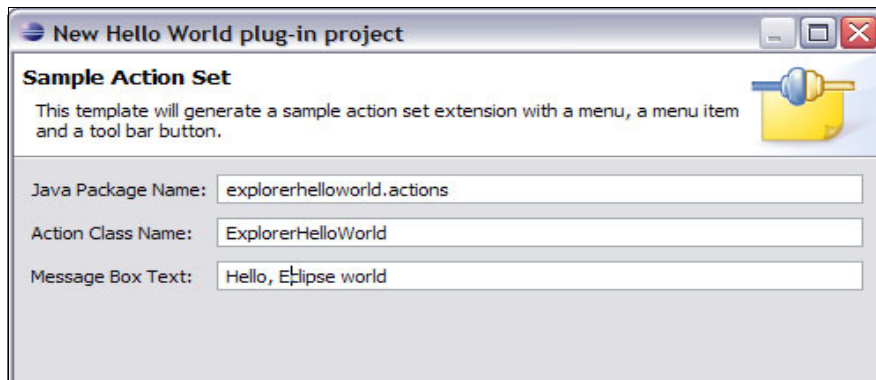 New Hello World plug-in project
Sample Action Set
This template will generate a sample action set extension with a menu, a menu item
and a tool bar button.
Java Package Name: explorerhelloworld.actions
Action Class Name: ExplorerHelloWorld
Message Box Text: Hello, Eclipse world